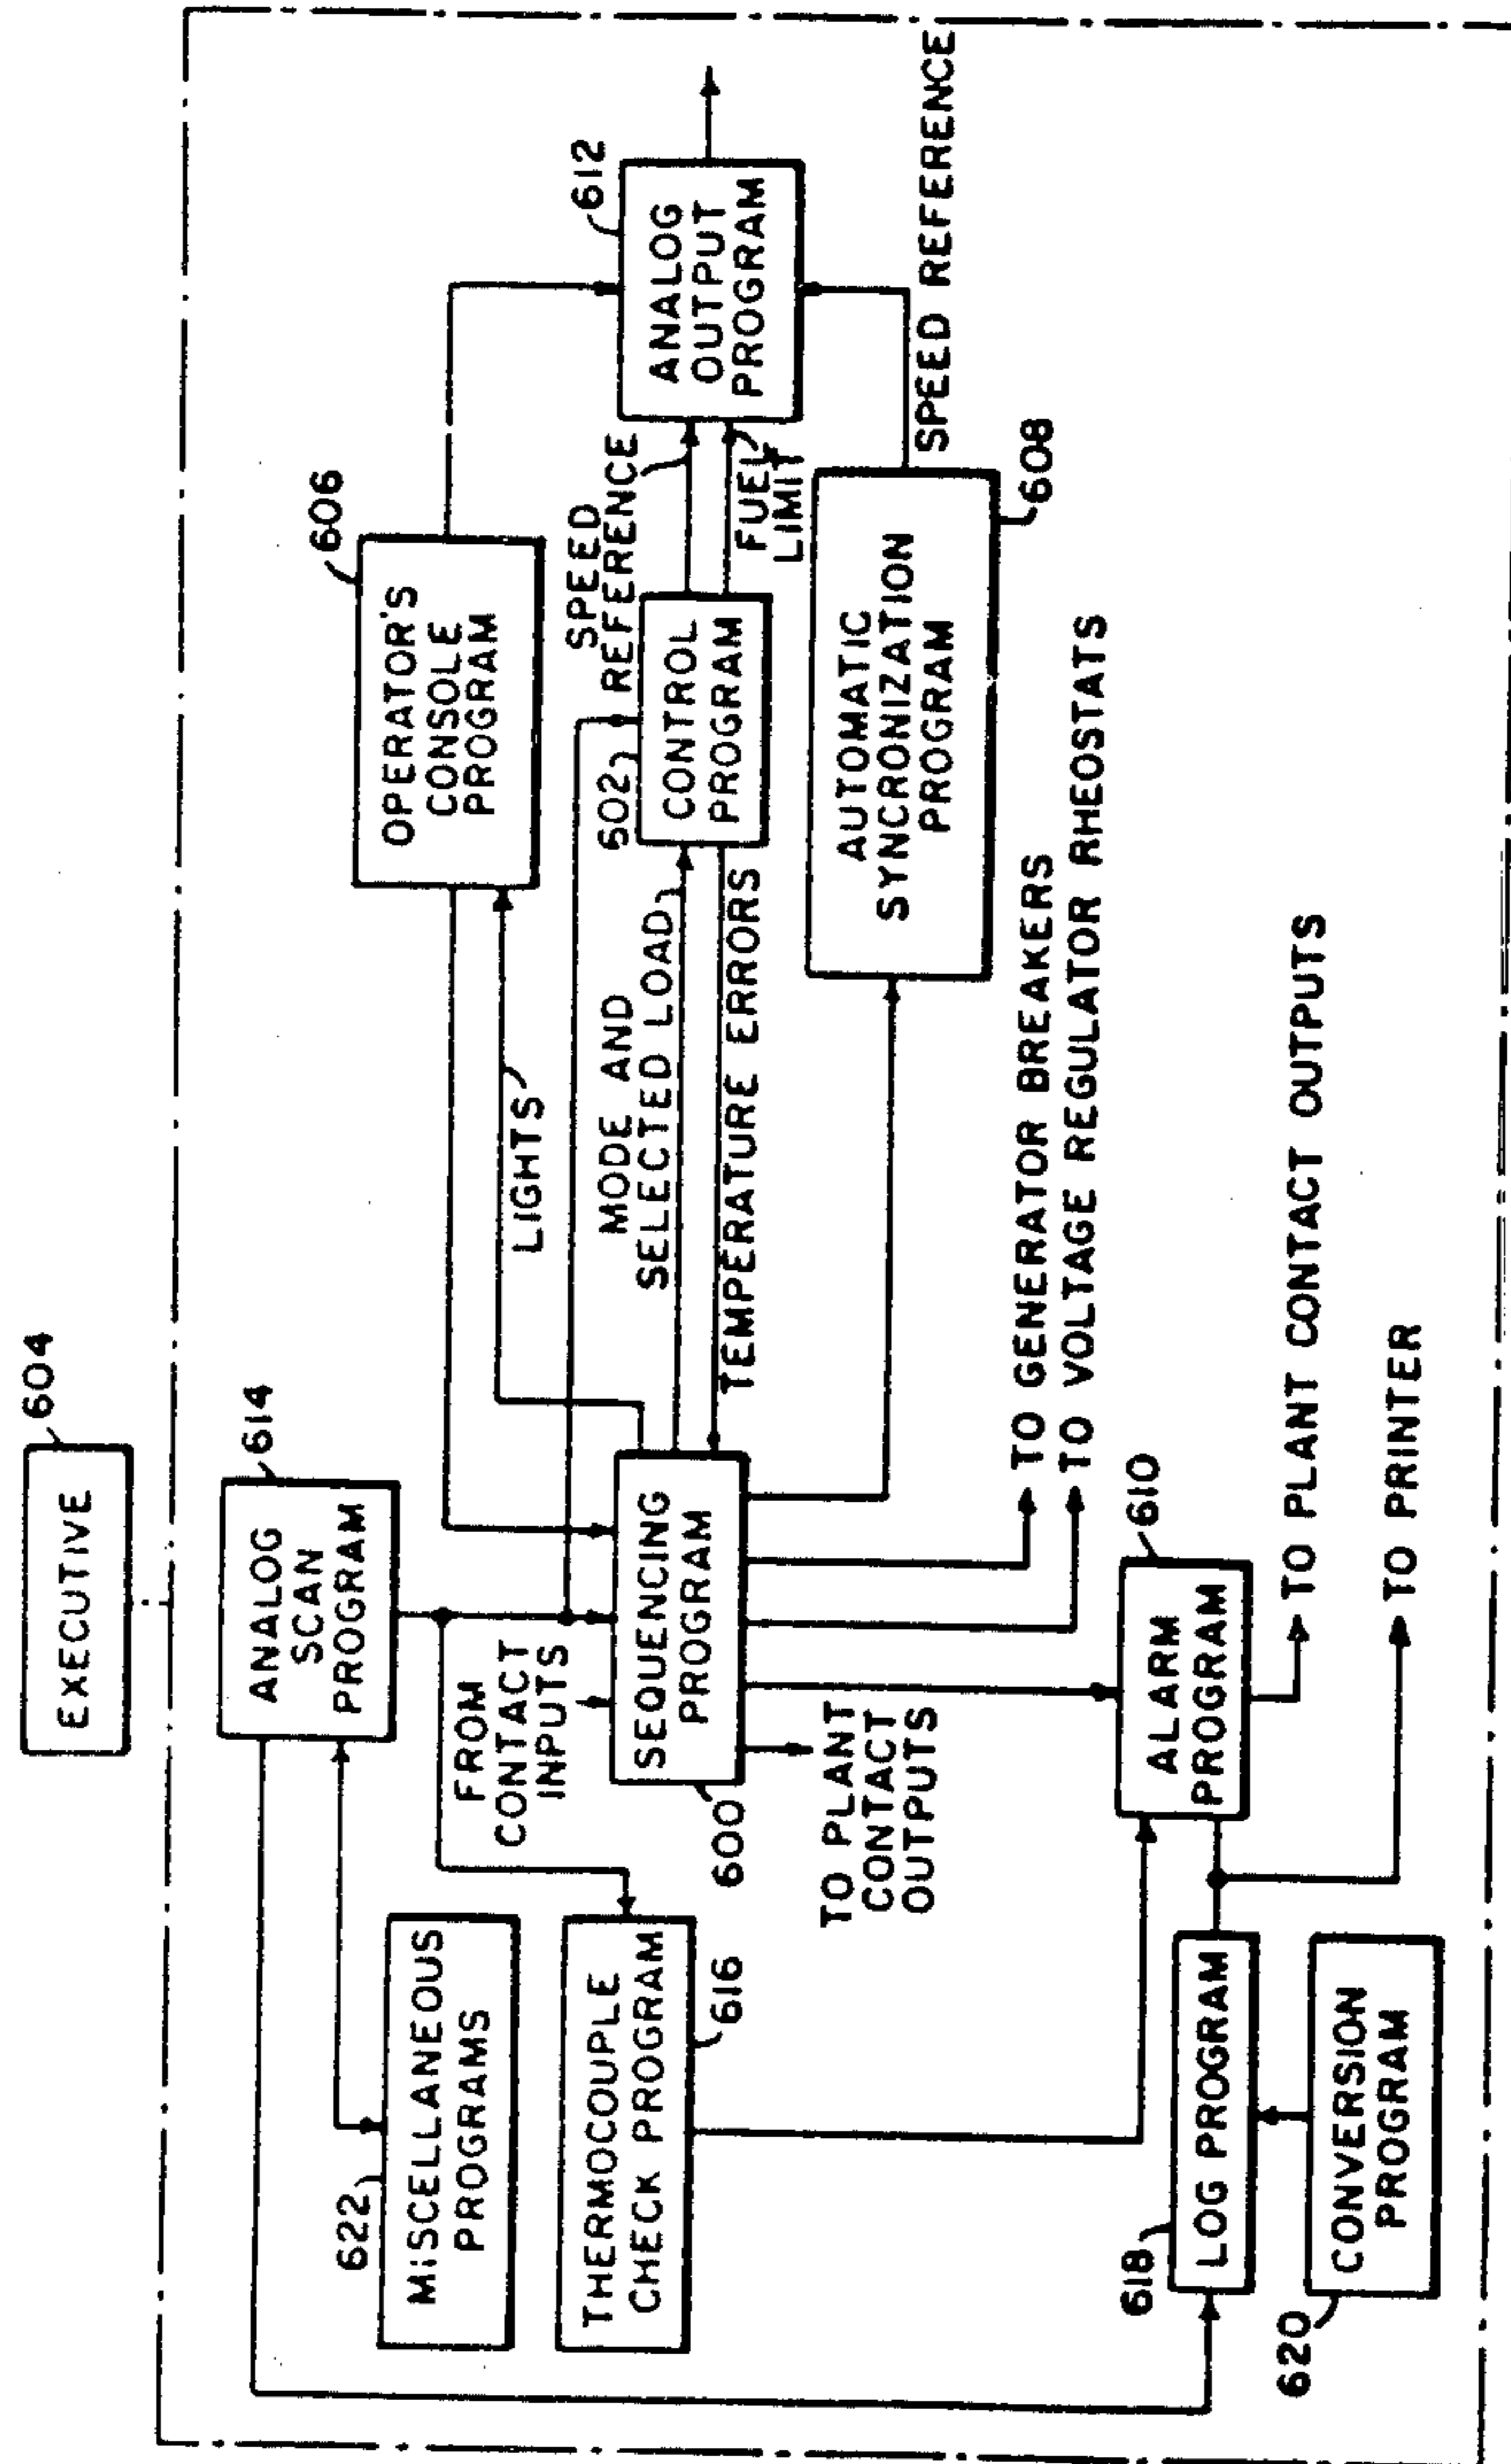 EXECUTIVE
604
ANALOG
SCAN
PROGRAM
614
OPERATOR'S
CONSOLE
PROGRAM
606
622
MISCELLANEOUS
PROGRAMS
LIGHTS
FROM
CONTACT
INPUTS
SPEED
REFERENCE
612
ANALOG
OUTPUT
PROGRAM
THERMOCOUPLE
CHECK PROGRAM
616
SEQUENCING
PROGRAM
600
MODE AND
SELECTED LOAD
TEMPERATURE ERRORS
602
CONTROL
PROGRAM
FUEL
LIMIT
TO PLANT
CONTACT
OUTPUTS
AUTOMATIC
SYNCRONIZATION
PROGRAM
608
SPEED REFERENCE
TO GENERATOR BREAKERS
TO VOLTAGE REGULATOR RHEOSTATS
618
LOG PROGRAM
ALARM
PROGRAM
610
TO PLANT CONTACT OUTPUTS
620
CONVERSION
PROGRAM
TO PRINTER